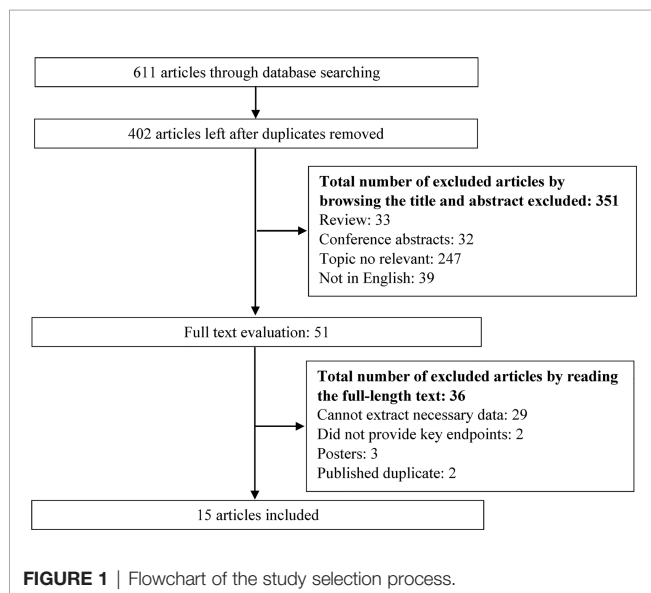 611 articles through database searching
402 articles left after duplicates removed
Total number of excluded articles by
browsing the title and abstract excluded: 351
Review: 33
Conference abstracts: 32
Topic no relevant: 247
Not in English: 39
Full text evaluation: 51
Total number of excluded articles by reading
the full-length text: 36
Cannot extract necessary data: 29
Did not provide key endpoints: 2
Posters: 3
Published duplicate: 2
15 articles included
FIGURE 1 | Flowchart of the study selection process.